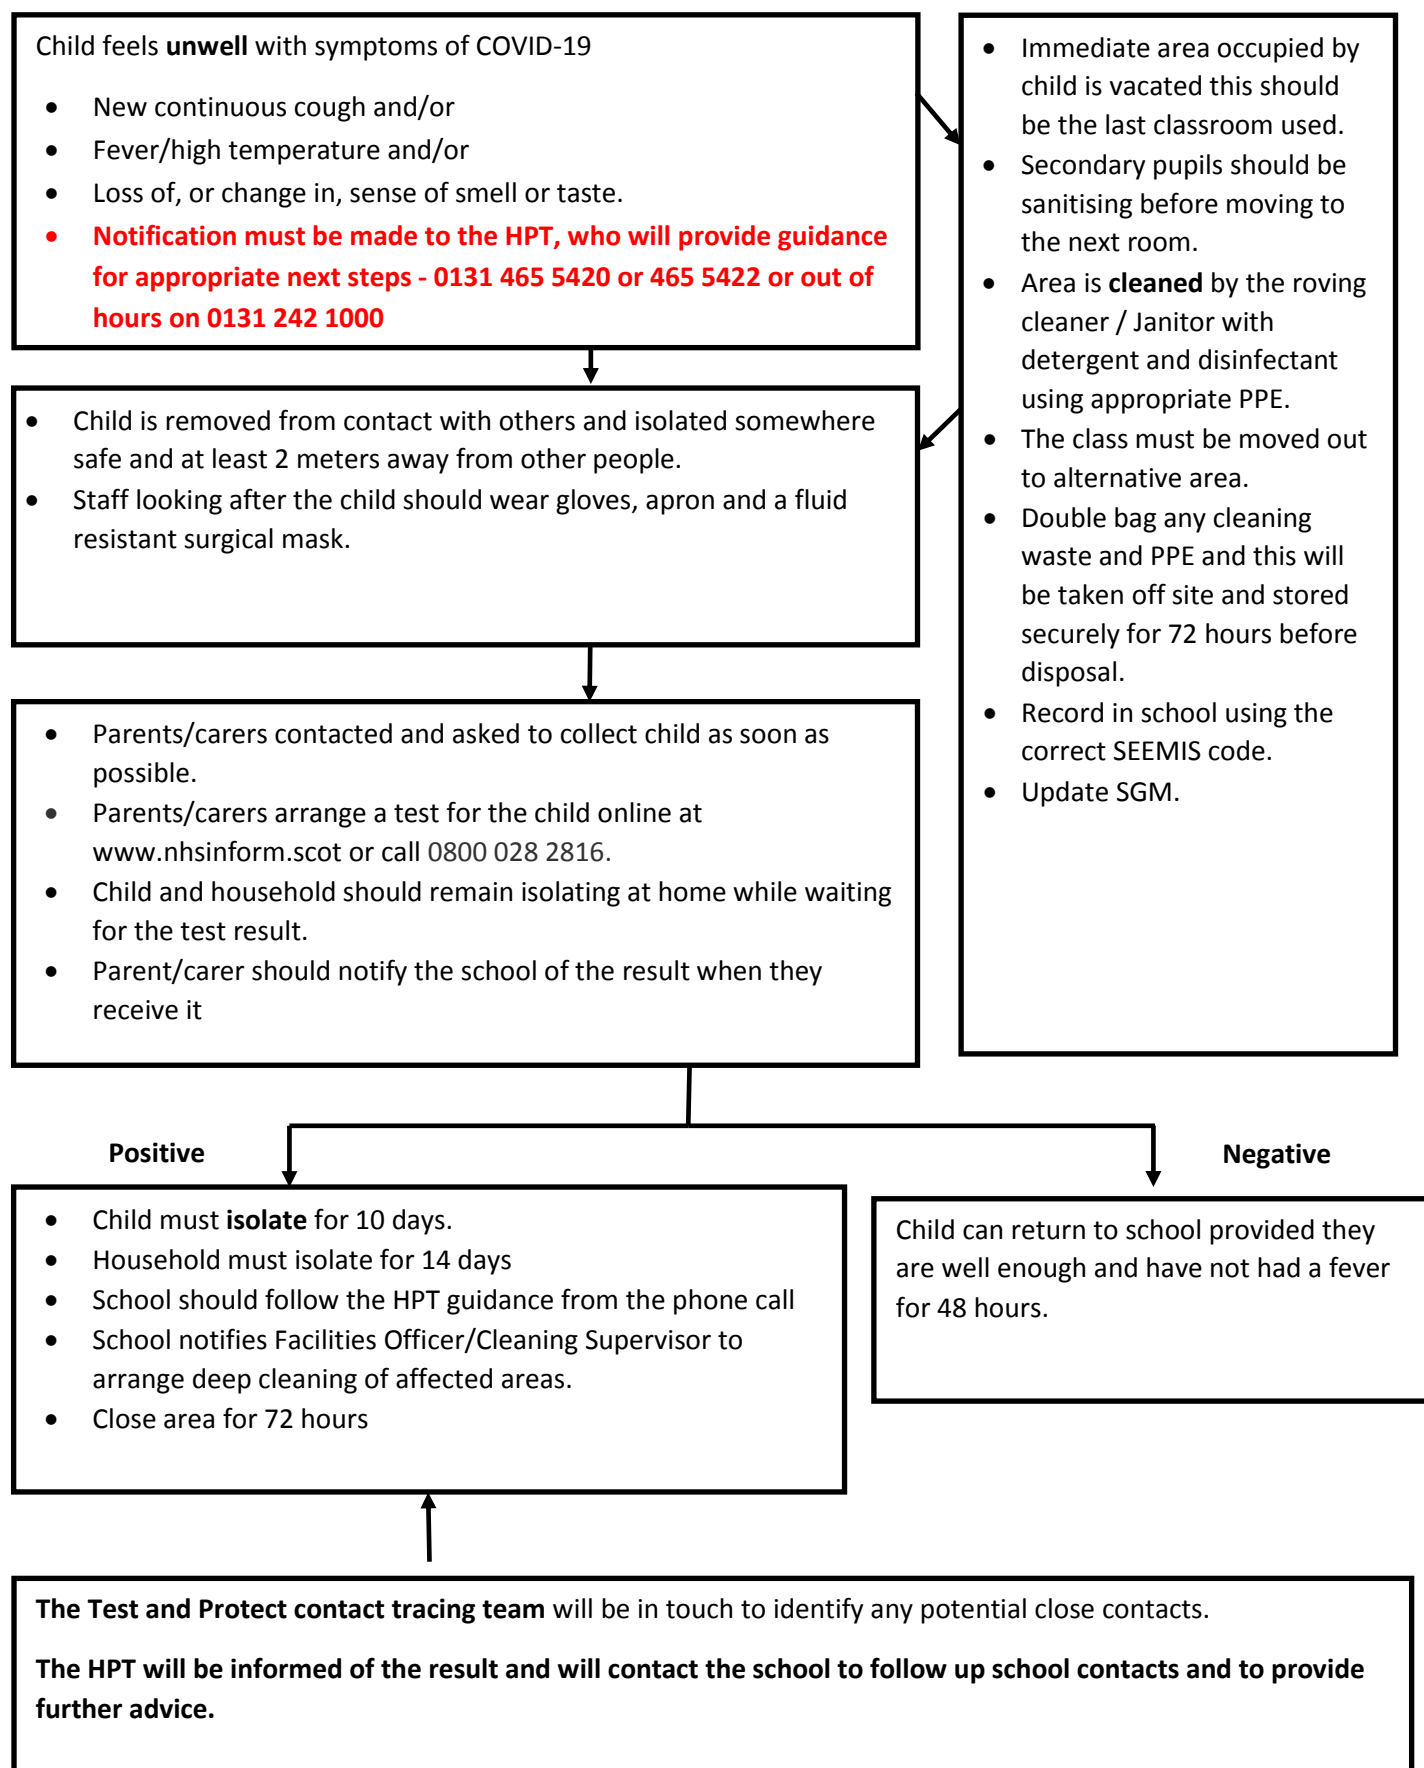 Child feels unwell with symptoms of COVID-19
• New continuous cough and/or
• Fever/high temperature and/or
• Loss of, or change in, sense of smell or taste.
• Notification must be made to the HPT, who will provide guidance
for appropriate next steps - 0131 465 5420 or 465 5422 or out of
hours on 0131 242 1000
• Immediate area occupied by
child is vacated this should
be the last classroom used.
• Secondary pupils should be
sanitising before moving to
the next room.
• Area is cleaned by the roving
cleaner / Janitor with
detergent and disinfectant
using appropriate PPE.
• The class must be moved out
to alternative area.
• Double bag any cleaning
waste and PPE and this will
be taken off site and stored
securely for 72 hours before
disposal.
• Record in school using the
correct SEEMIS code.
• Update SGM.
• Child is removed from contact with others and isolated somewhere
safe and at least 2 meters away from other people.
• Staff looking after the child should wear gloves, apron and a fluid
resistant surgical mask.
• Parents/carers contacted and asked to collect child as soon as
possible.
• Parents/carers arrange a test for the child online at
www.nhsinform.scot or call 0800 028 2816.
• Child and household should remain isolating at home while waiting
for the test result.
• Parent/carer should notify the school of the result when they
receive it
Positive
Negative
• Child must isolate for 10 days.
• Household must isolate for 14 days
• School should follow the HPT guidance from the phone call
• School notifies Facilities Officer/Cleaning Supervisor to
arrange deep cleaning of affected areas.
• Close area for 72 hours
Child can return to school provided they
are well enough and have not had a fever
for 48 hours.
The Test and Protect contact tracing team will be in touch to identify any potential close contacts.
The HPT will be informed of the result and will contact the school to follow up school contacts and to provide
further advice.